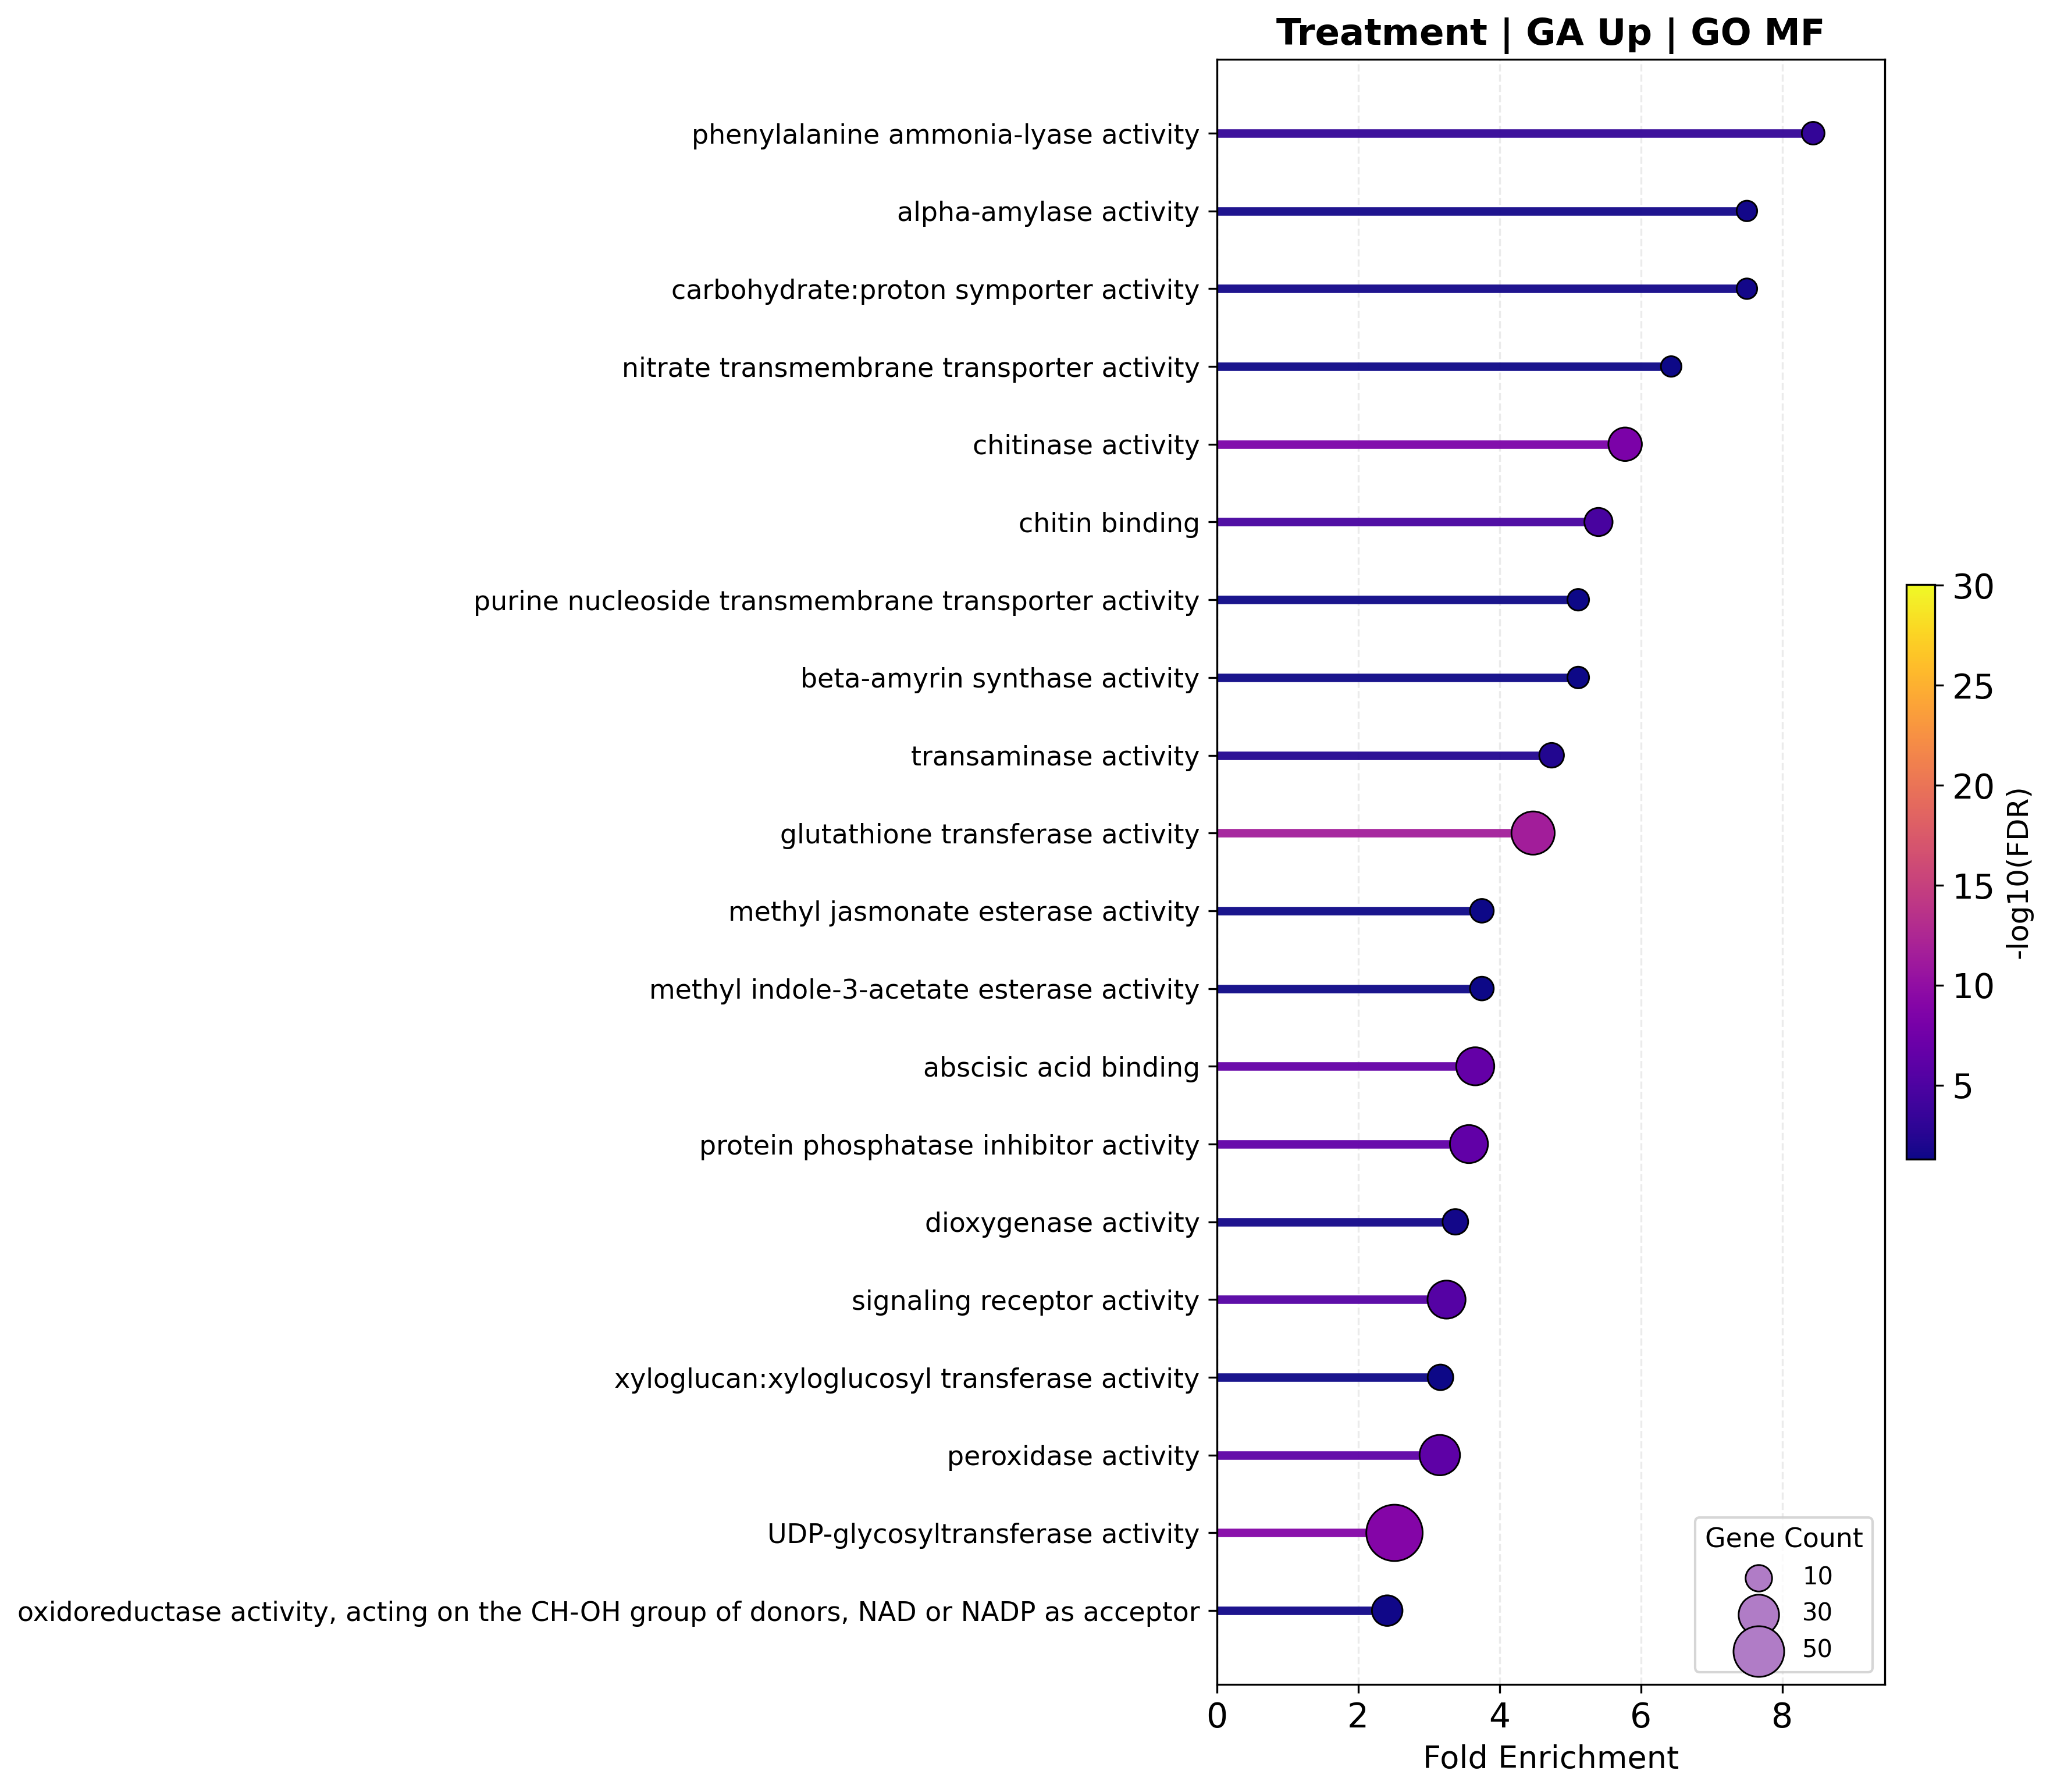 Treatment | GA Up | GO MF
phenylalanine ammonia-lyase activity
alpha-amylase activity
carbohydrate:proton symporter activity
nitrate transmembrane transporter activity
chitinase activity
chitin binding
purine nucleoside transmembrane transporter activity
beta-amyrin synthase activity
transaminase activity
glutathione transferase activity
methyl jasmonate esterase activity
methyl indole-3-acetate esterase activity
abscisic acid binding
protein phosphatase inhibitor activity
dioxygenase activity
signaling receptor activity
xyloglucan:xyloglucosyl transferase activity
peroxidase activity
UDP-glycosyltransferase activity
oxidoreductase activity, acting on the CH-OH group of donors, NAD or NADP as acceptor
0 2 4 6 8
Fold Enrichment
Gene Count
10
30
50
30
25
20
15
10
5
-log10(FDR)